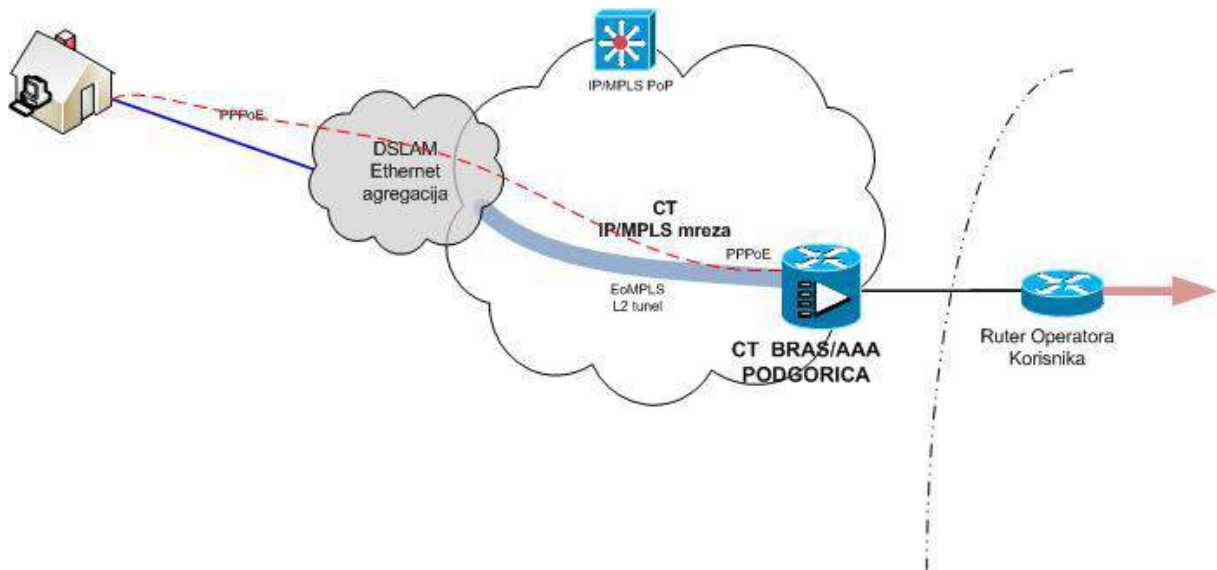 IP/MPLS PoP
PPPoE
DSLAM
Ethernet
agregacija
CT
IP/MPLS mreza
PPPoE
EoMPLS
L2 tunel
CT BRAS/AAA
PODGORICA
Ruter Operatora
Korisnika